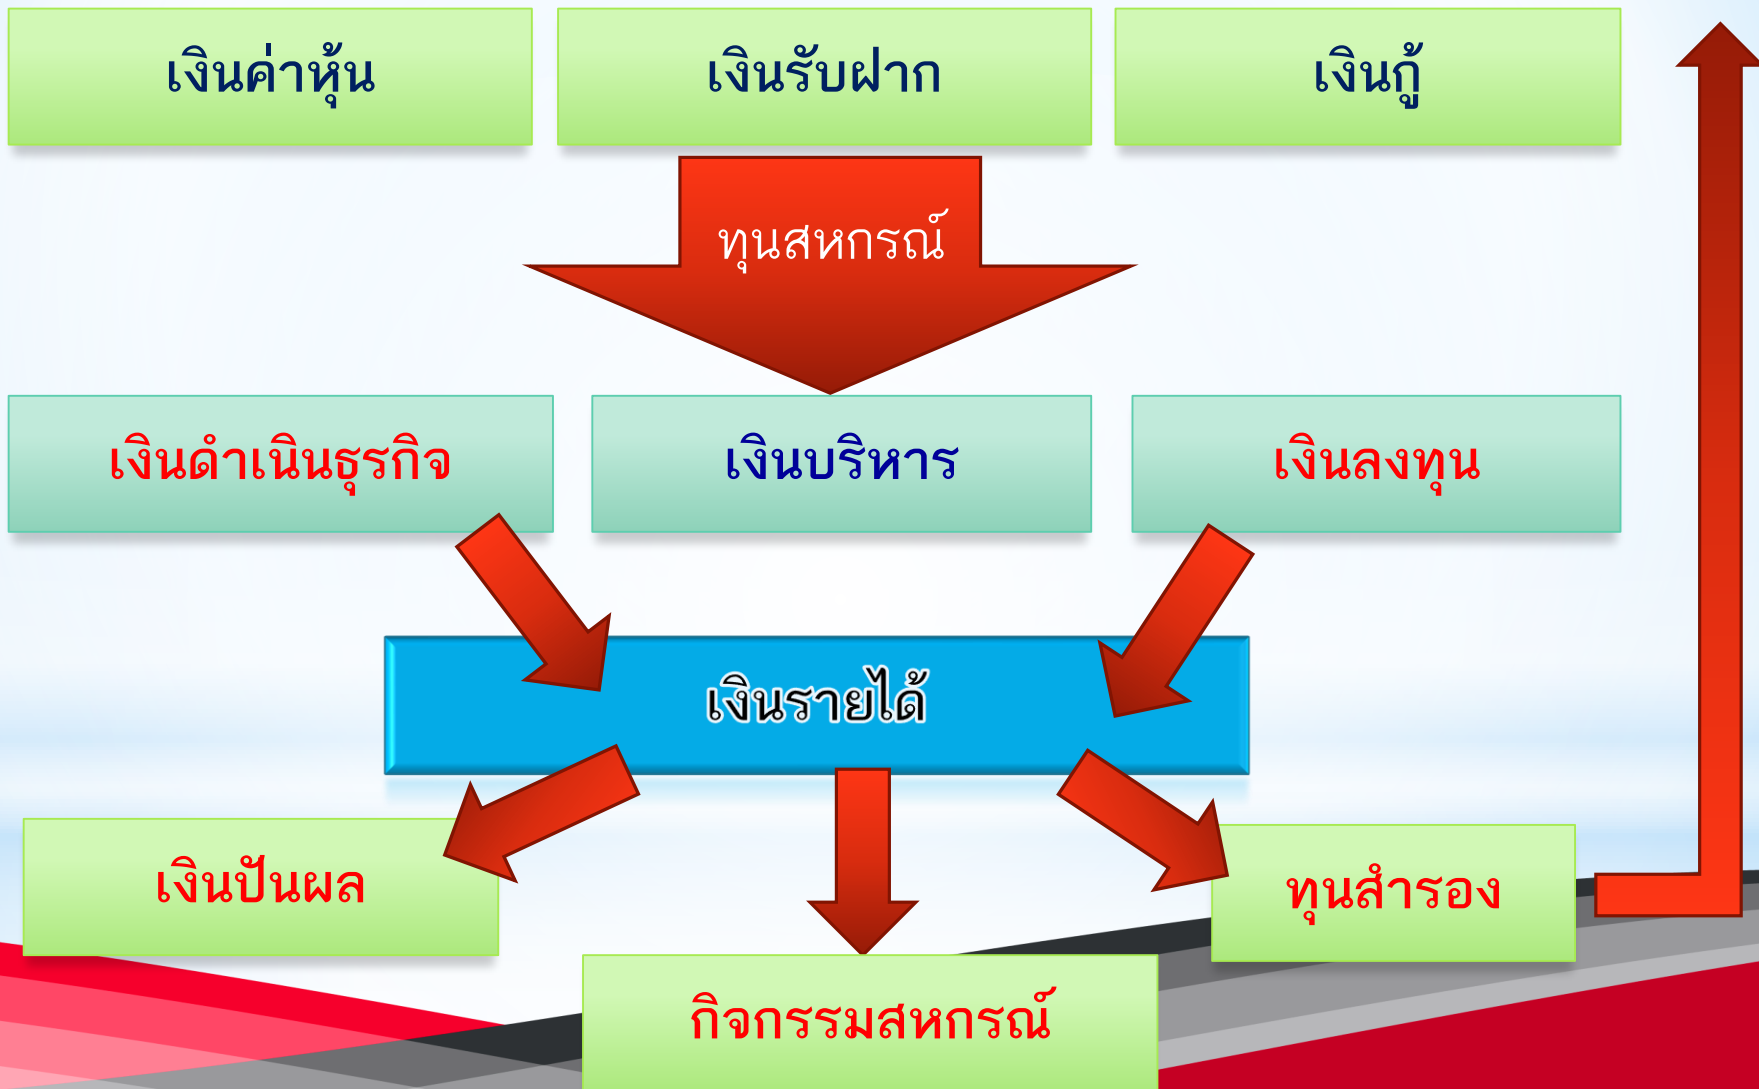 เงินค่าหุ้น
เงินรับฝาก
เงินกู้
ทุนสหกรณ์
เงินดำเนินธุรกิจ
เงินบริหาร
เงินลงทุน
เงินรายได้
เงินปันผล
ทุนสำรอง
กิจกรรมสหกรณ์